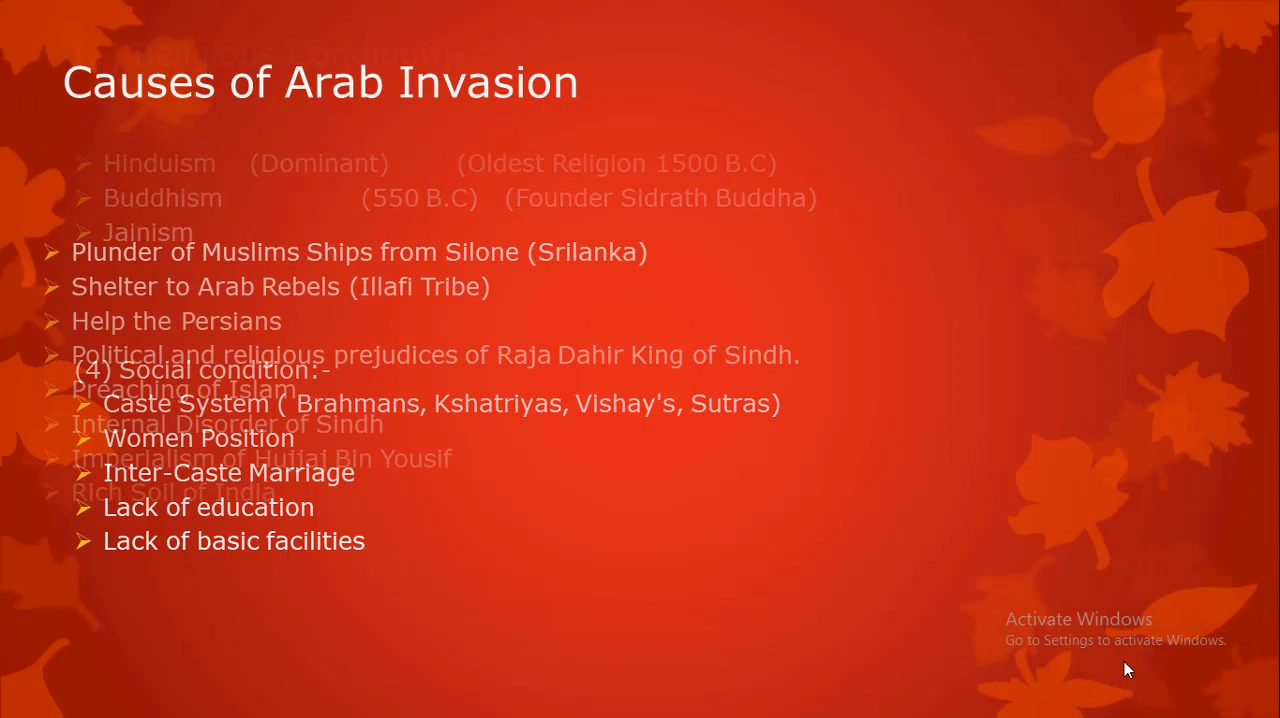 (3) Religious Condition:-
Causes of Arab Invasion
Hinduism (Dominant) (Oldest Religion 1500 B.C)
Buddhism (550 B.C) (Founder Sidrath Buddha)
Jainism
Plunder of Muslims Ships from Silone (Srilanka)
Shelter to Arab Rebels (Illafi Tribe)
Help the Persians
Political and religious prejudices of Raja Dahir King of Sindh.
(4) Social condition:-
Preaching of Islam
Caste System ( Brahmans, Kshatriyas, Vishay's, Sutras)
Internal Disorder of Sindh
Women Position
Imperialism of Hujjaj Bin Yousif
Inter-Caste Marriage
Rich Soil of India
Lack of education
Lack of basic facilities
Activate Windows
Go to Settings to activate Windows.